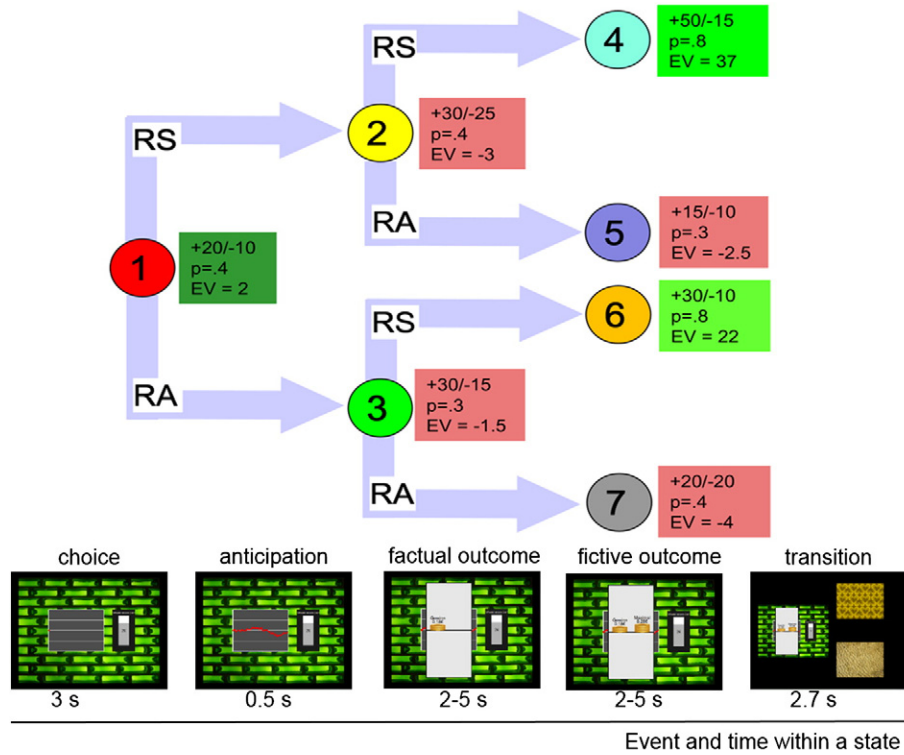 RS
4
+50/-15
p=.8
EV = 37
RS
2
+30/-25
p=.4
EV = -3
RA
5
+15/-10
p=.3
EV = -2.5
1
+20/-10
p=.4
EV = 2
RS
6
+30/-10
p=.8
EV = 22
RA
3
+30/-15
p=.3
EV = -1.5
RA
7
+20/-20
p=.4
EV = -4
choice
anticipation
factual outcome
fictive outcome
transition
3 s
0.5 s
2-5 s
2-5 s
2.7 s
Event and time within a state